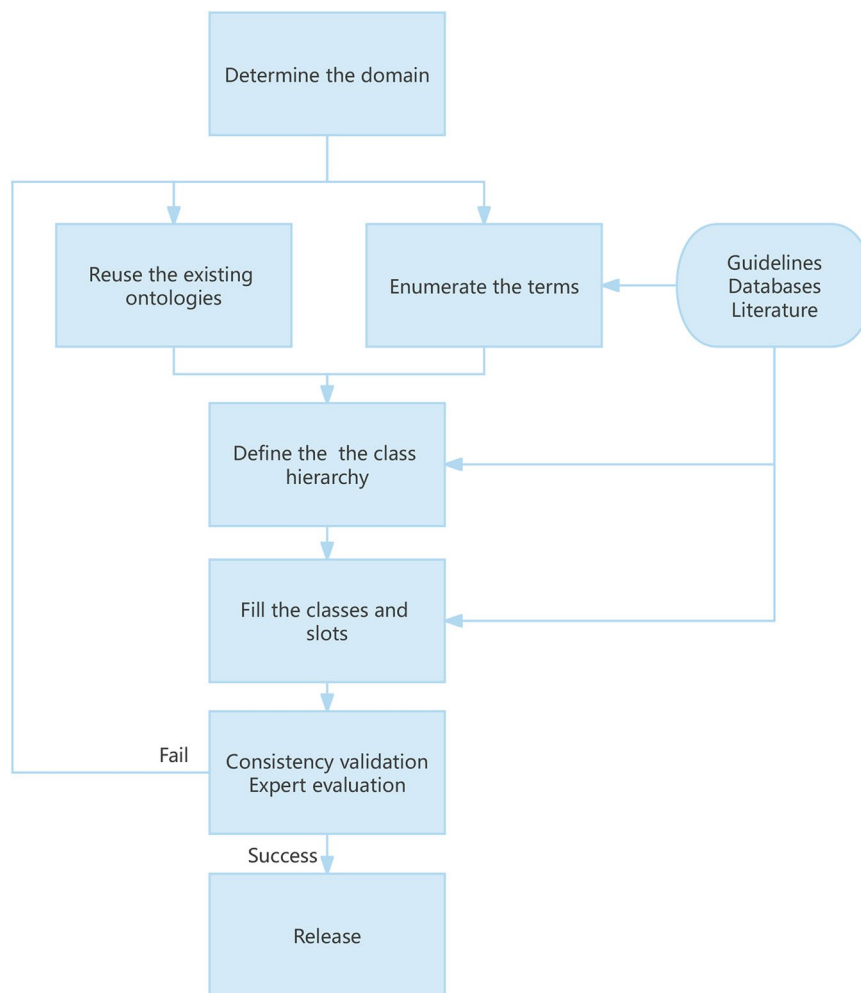 Determine the domain
Reuse the existing
ontologies
Enumerate the terms
Guidelines
Databases
Literature
Define the  the class
hierarchy
Fill the classes and
slots
Fail
Consistency validation
Expert evaluation
Success
Release